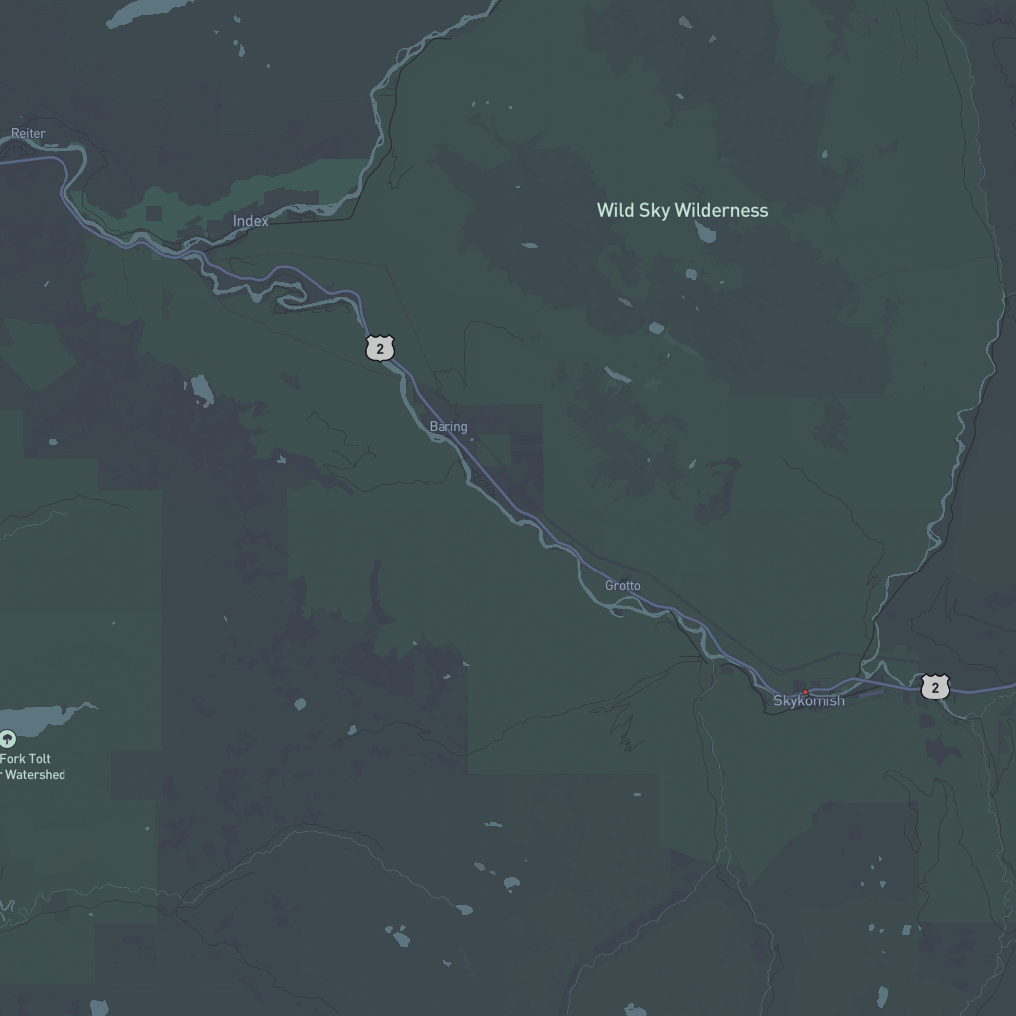 Reiter
Index
Wild Sky Wilderness
2
Baring
Grotto
2
Skykomish
Fork Tolt
r Watershed